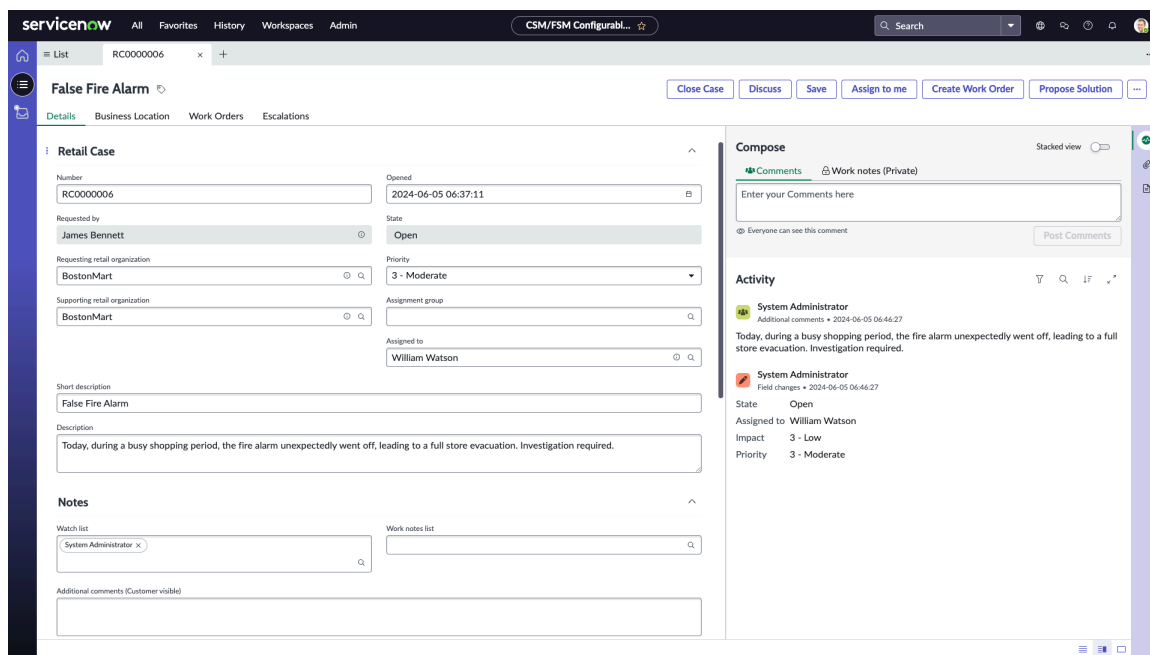 servicenow All Favorites History Workspaces Admin CSM/FSM Configurabl... Search
List RC0000006 × +
False Fire Alarm Close Case Discuss Save Assign to me Create Work Order Propose Solution ...
Details Business Location Work Orders Escalations
Retail Case
Number
RC0000006
Opened
2024-06-05 06:37:11
Requested by
James Bennett
State
Open
Requesting retail organization
BostonMart
Priority
3 - Moderate
Supporting retail organization
BostonMart
Assignment group
Assigned to
William Watson
Short description
False Fire Alarm
Description
Today, during a busy shopping period, the fire alarm unexpectedly went off, leading to a full store evacuation. Investigation required.
Notes
Watch list
System Administrator ×
Work notes list
Additional comments (Customer visible)
Compose Stacked view
Comments Work notes (Private)
Enter your Comments here
Everyone can see this comment Post Comments
Activity
System Administrator
Additional comments • 2024-06-05 06:46:27
Today, during a busy shopping period, the fire alarm unexpectedly went off, leading to a full
store evacuation. Investigation required.
System Administrator
Field changes • 2024-06-05 06:46:27
State Open
Assigned to William Watson
Impact 3 - Low
Priority 3 - Moderate